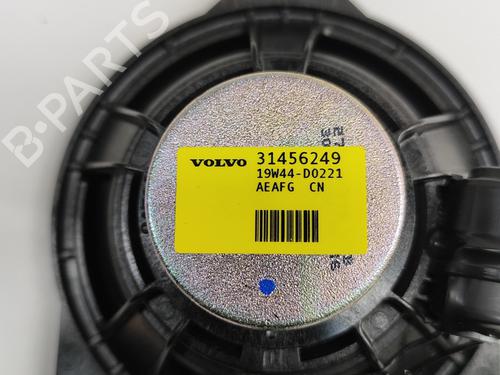 B-PARTS
VOLVO 31456249
19W44-D0221
AEAFG CN